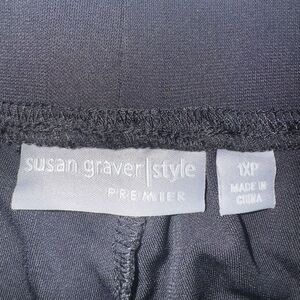 susan graver|style
PREMIER
1XP
MADE IN
CHINA